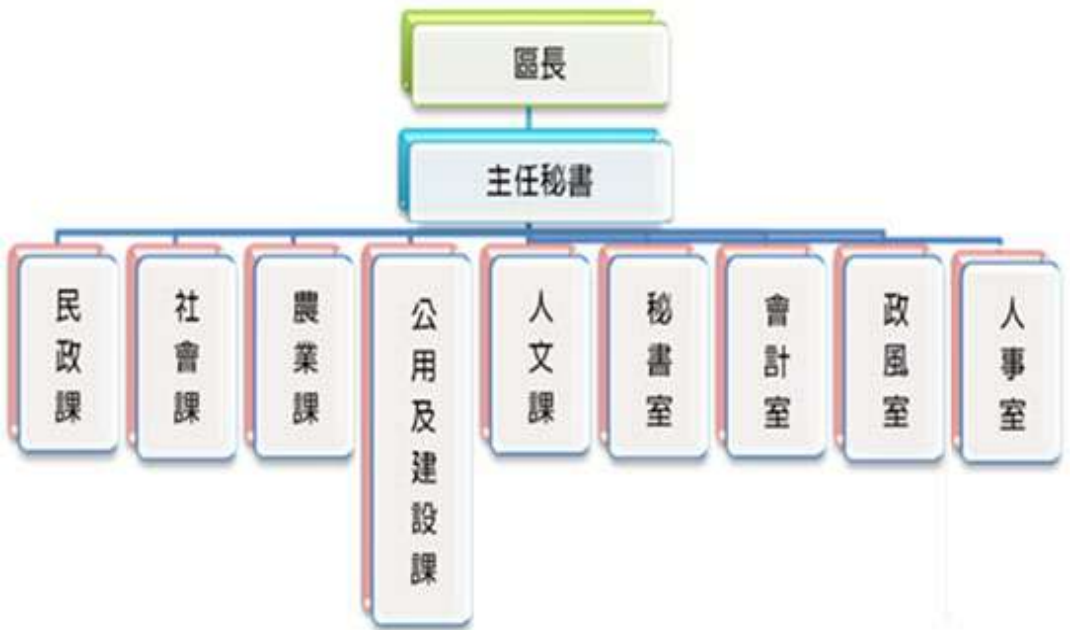 區長
主任秘書
民政課
社會課
農業課
公用及建設課
人文課
秘書室
會計室
政風室
人事室